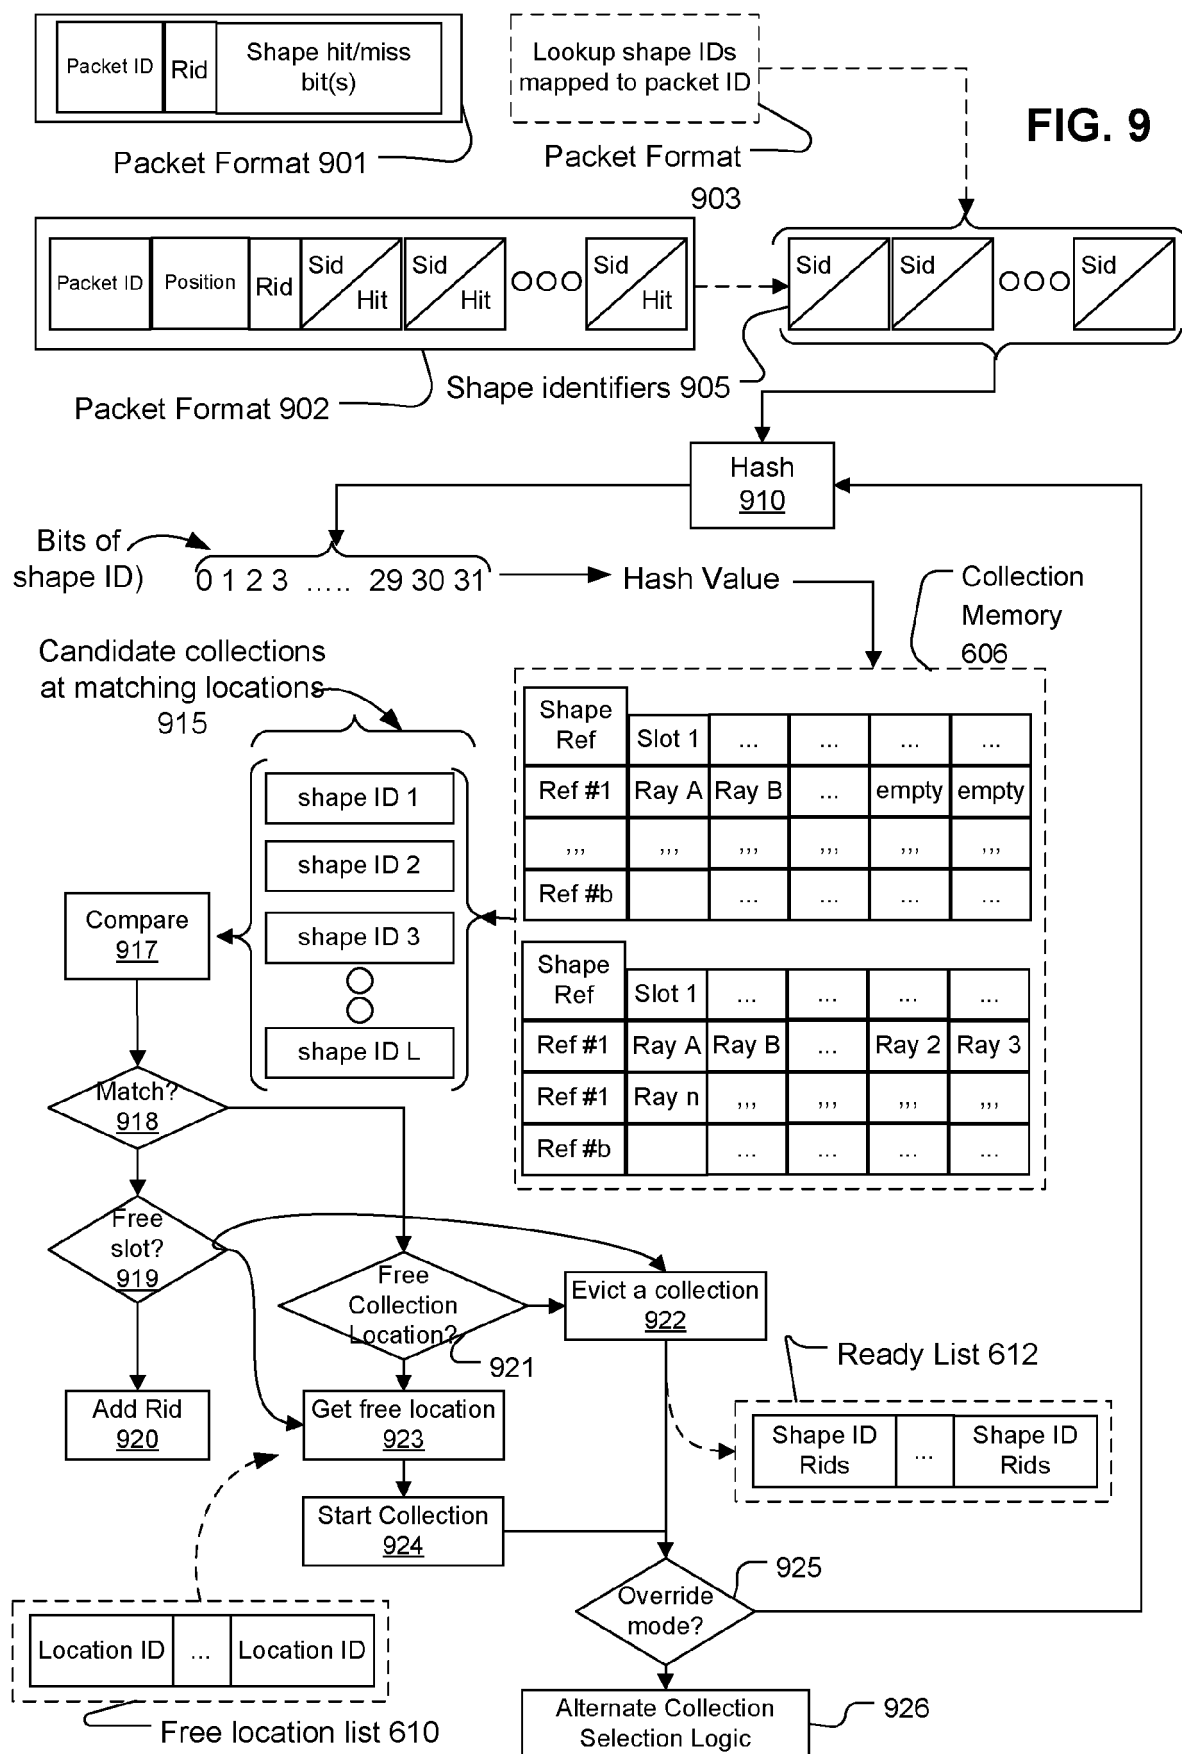 Packet ID
Rid
Shape hit/miss
bit(s)
Lookup shape IDs
mapped to packet ID
FIG. 9
Packet Format 901
Packet Format
903
Packet ID
Position
Rid
Sid
Hit
Sid
Hit
OOO
Sid
Hit
Sid
Sid
OOO
Sid
Shape identifiers 905
Packet Format 902
Hash
910
Bits of
shape ID)
0 1 2 3 ..... 29 30 31
Hash Value
Collection
Memory
606
Candidate collections
at matching locations
915
Shape
Ref
Slot 1
...
...
...
...
Ref #1
Ray A
Ray B
...
empty
empty
,,,
,,,
,,,
,,,
,,,
,,,
Ref #b
...
...
...
...
shape ID 1
shape ID 2
shape ID 3
shape ID L
Compare
917
Shape
Ref
Slot 1
...
...
...
...
Ref #1
Ray A
Ray B
...
Ray 2
Ray 3
Ref #1
Ray n
,,,
,,,
,,,
,,,
Ref #b
...
...
...
...
Match?
918
Free
slot?
919
Free
Collection
Location?
921
Evict a collection
922
Ready List 612
Add Rid
920
Get free location
923
Shape ID
Rids
...
Shape ID
Rids
Start Collection
924
925
Override
mode?
Location ID
...
Location ID
Free location list 610
Alternate Collection
Selection Logic
926